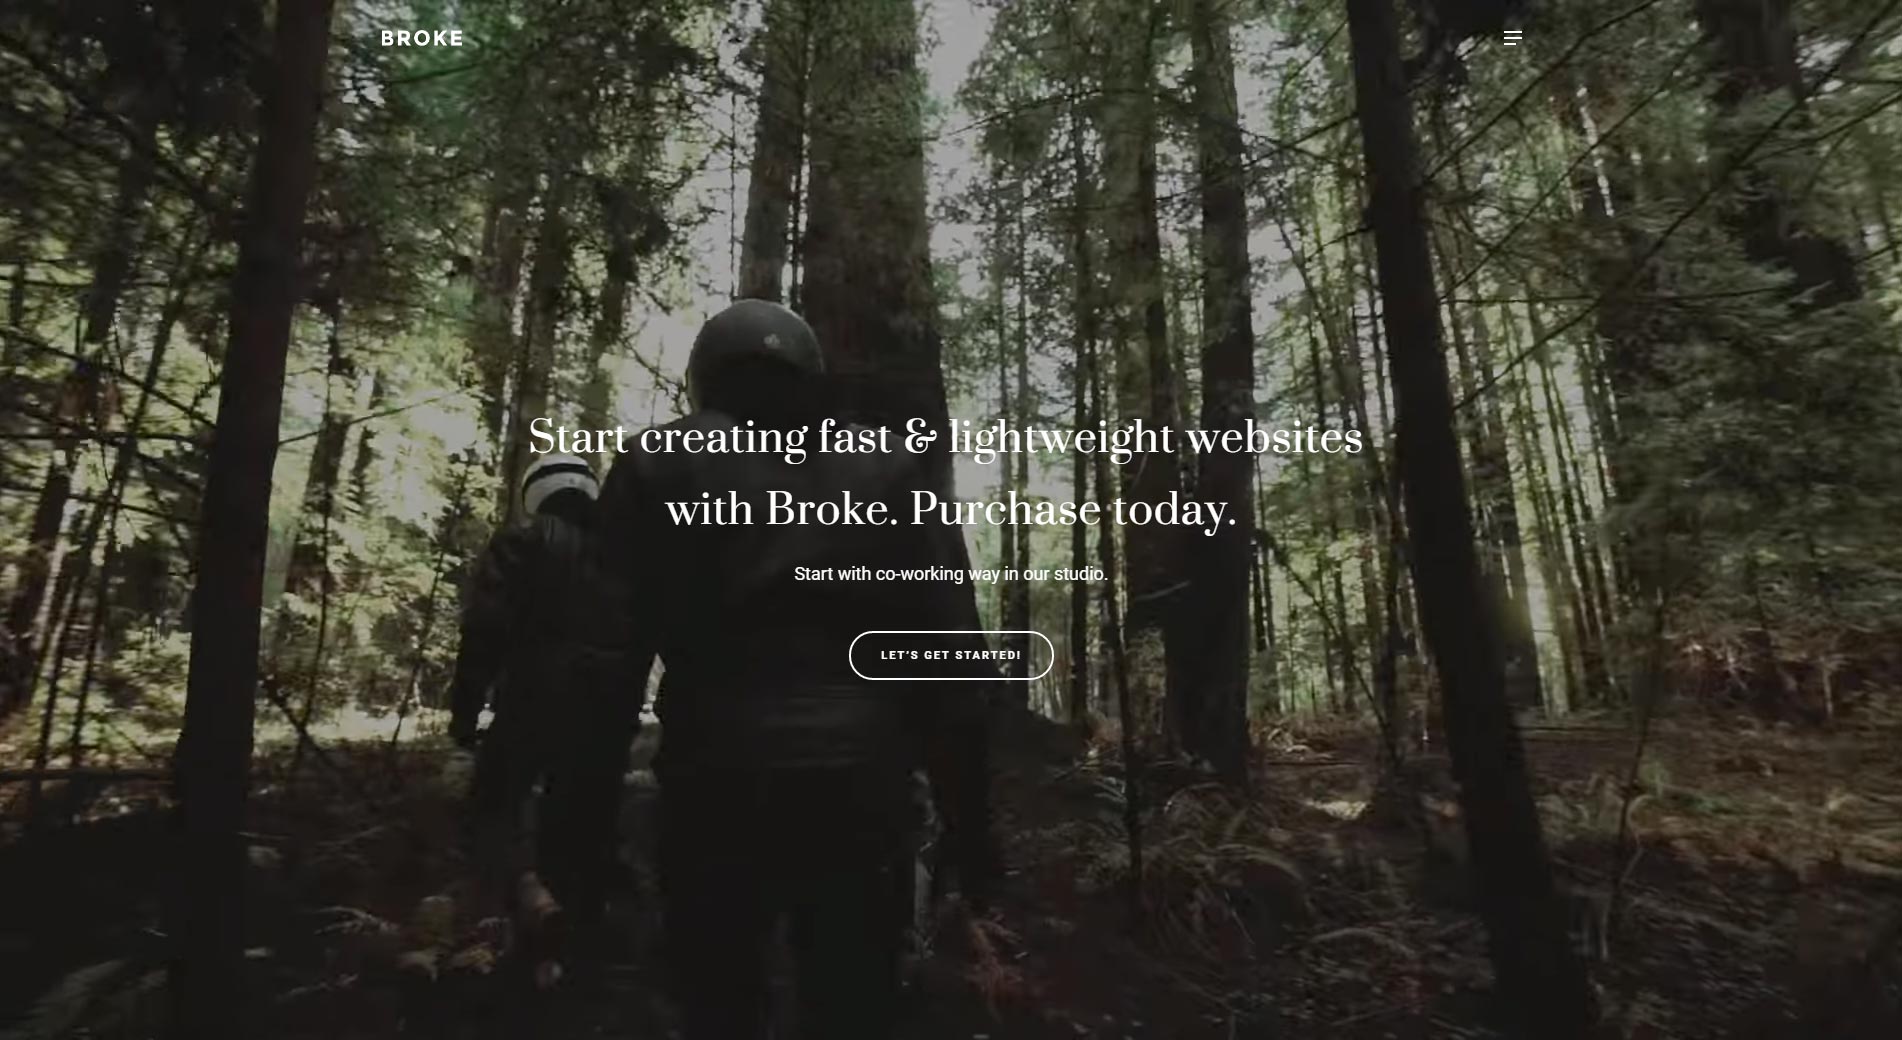 BROKE
Start creating fast & lightweight websites
with Broke. Purchase today.
Start with co-working way in our studio.
LET'S GET STARTED!